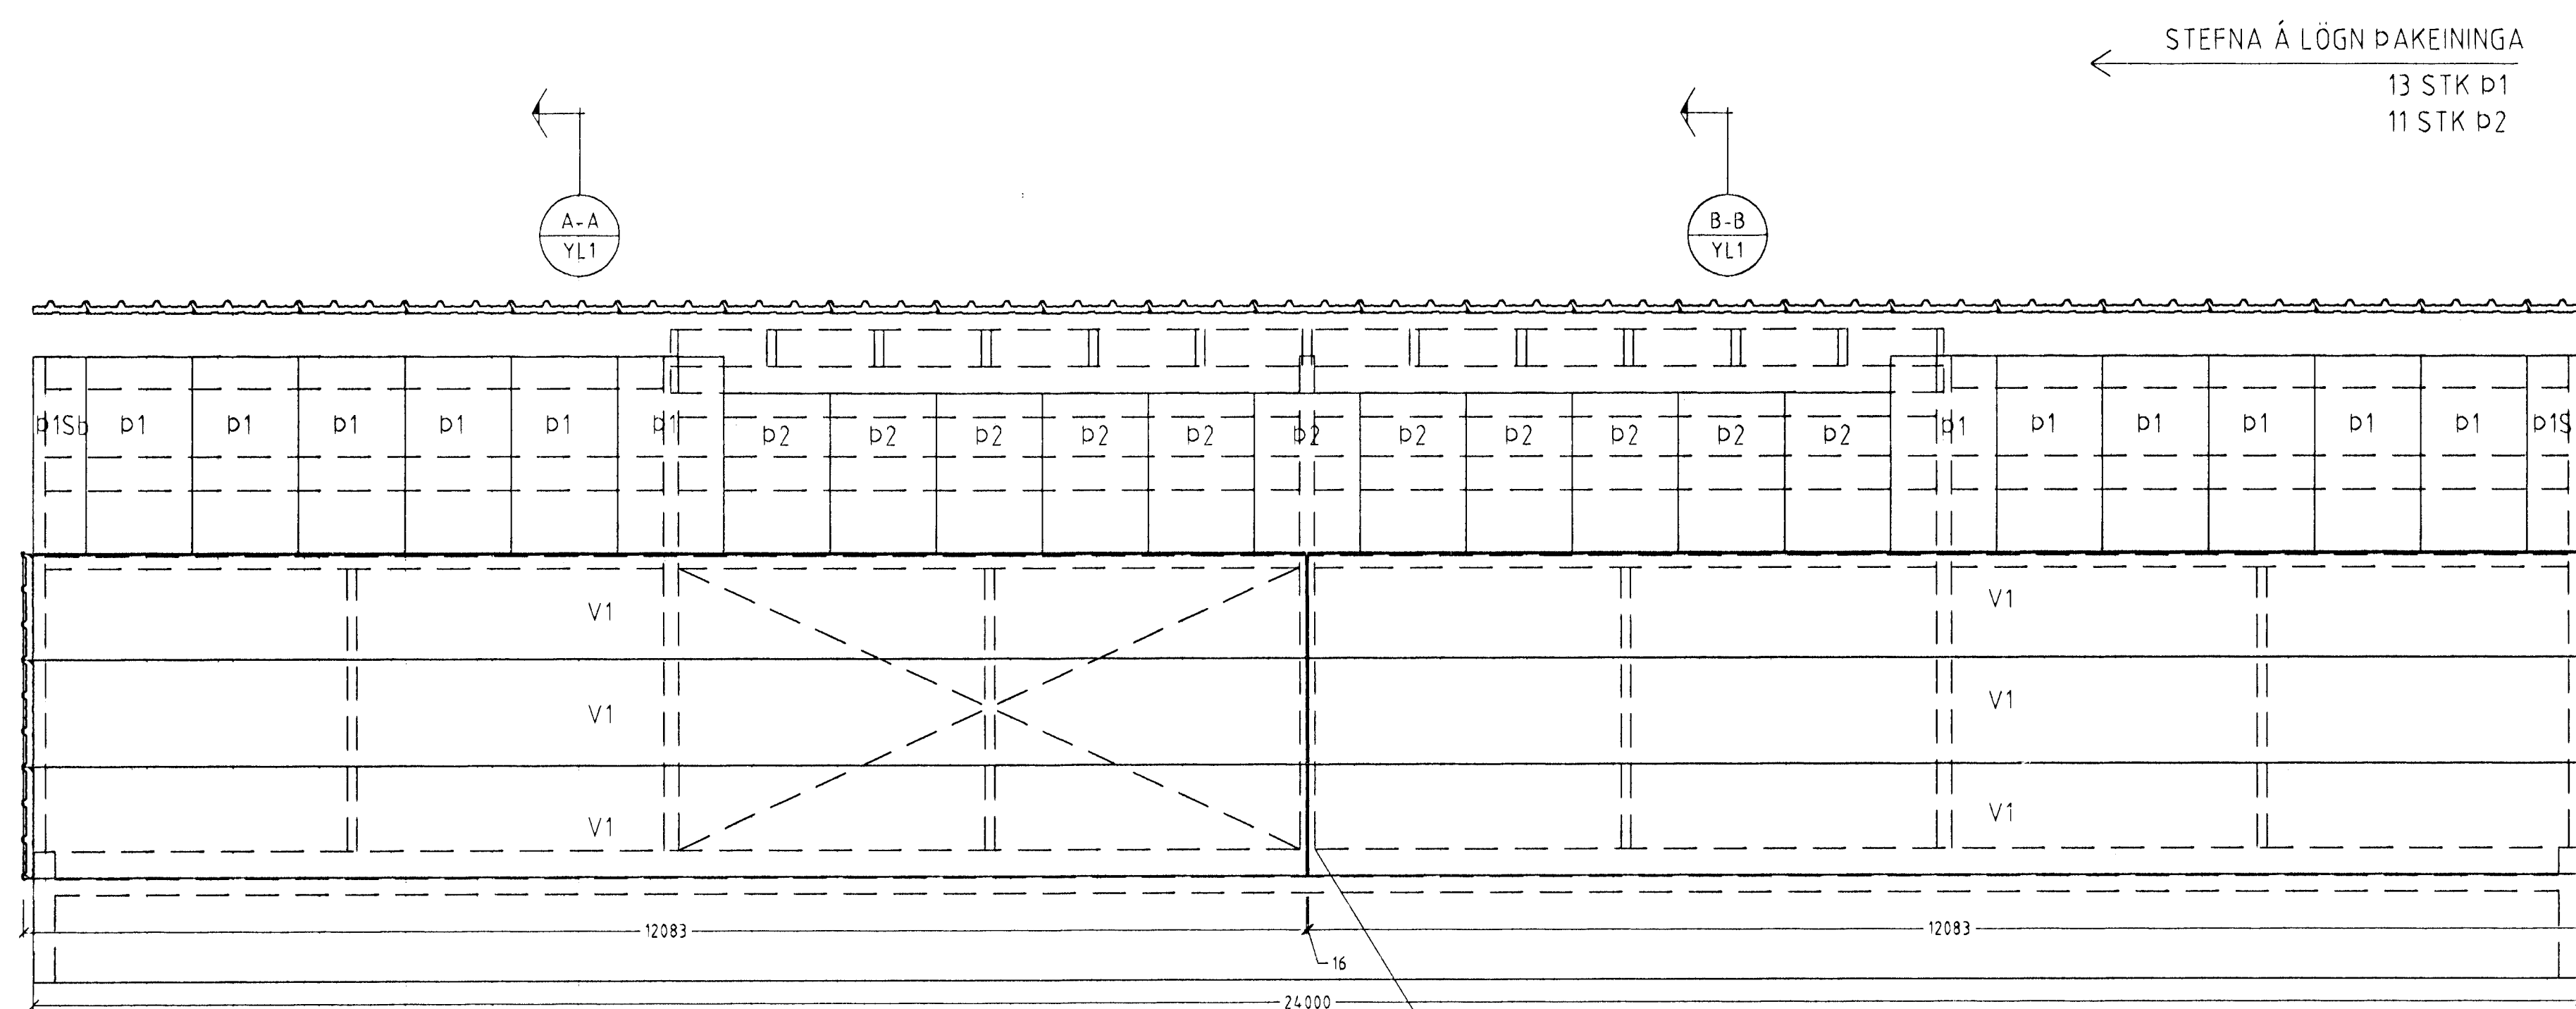 STEFNA Á LÖGN ÞAKEININGA
13 STK Þ1
11 STK Þ2
A-A
YL1
B-B
YL1
Þ1Sb Þ1 Þ1 Þ1 Þ1 Þ1 Þ1 Þ2 Þ2 Þ2 Þ2 Þ2 Þ2 Þ2 Þ2 Þ2 Þ2 Þ2 Þ1 Þ1 Þ1 Þ1 Þ1 Þ1 Þ1S
V1 V1
V1 V1
V1 V1
12083 12083
16
24000